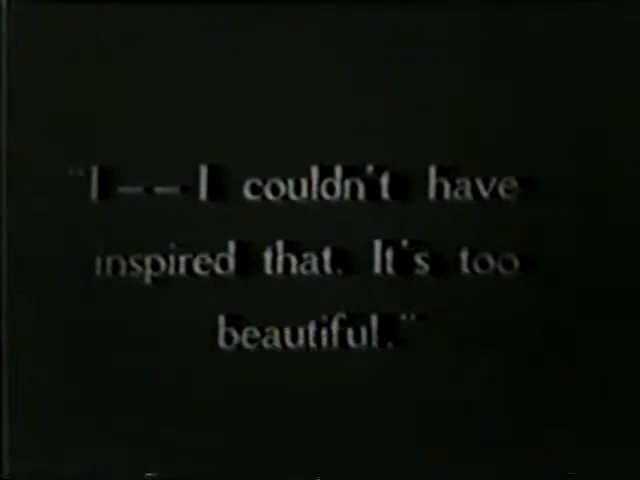 "I -- -- I couldn't have
inspired that. It's too
beautiful."